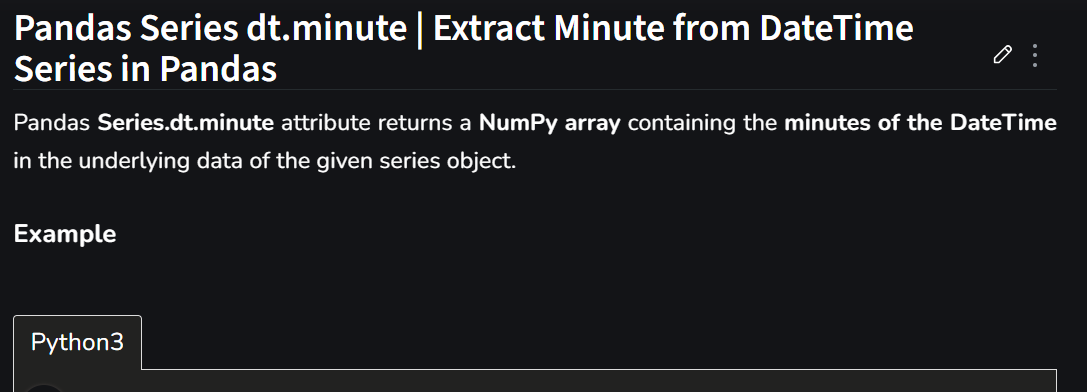 Pandas Series dt.minute | Extract Minute from DateTime
Series in Pandas
Pandas Series.dt.minute attribute returns a NumPy array containing the minutes of the DateTime
in the underlying data of the given series object.
Example
Python3